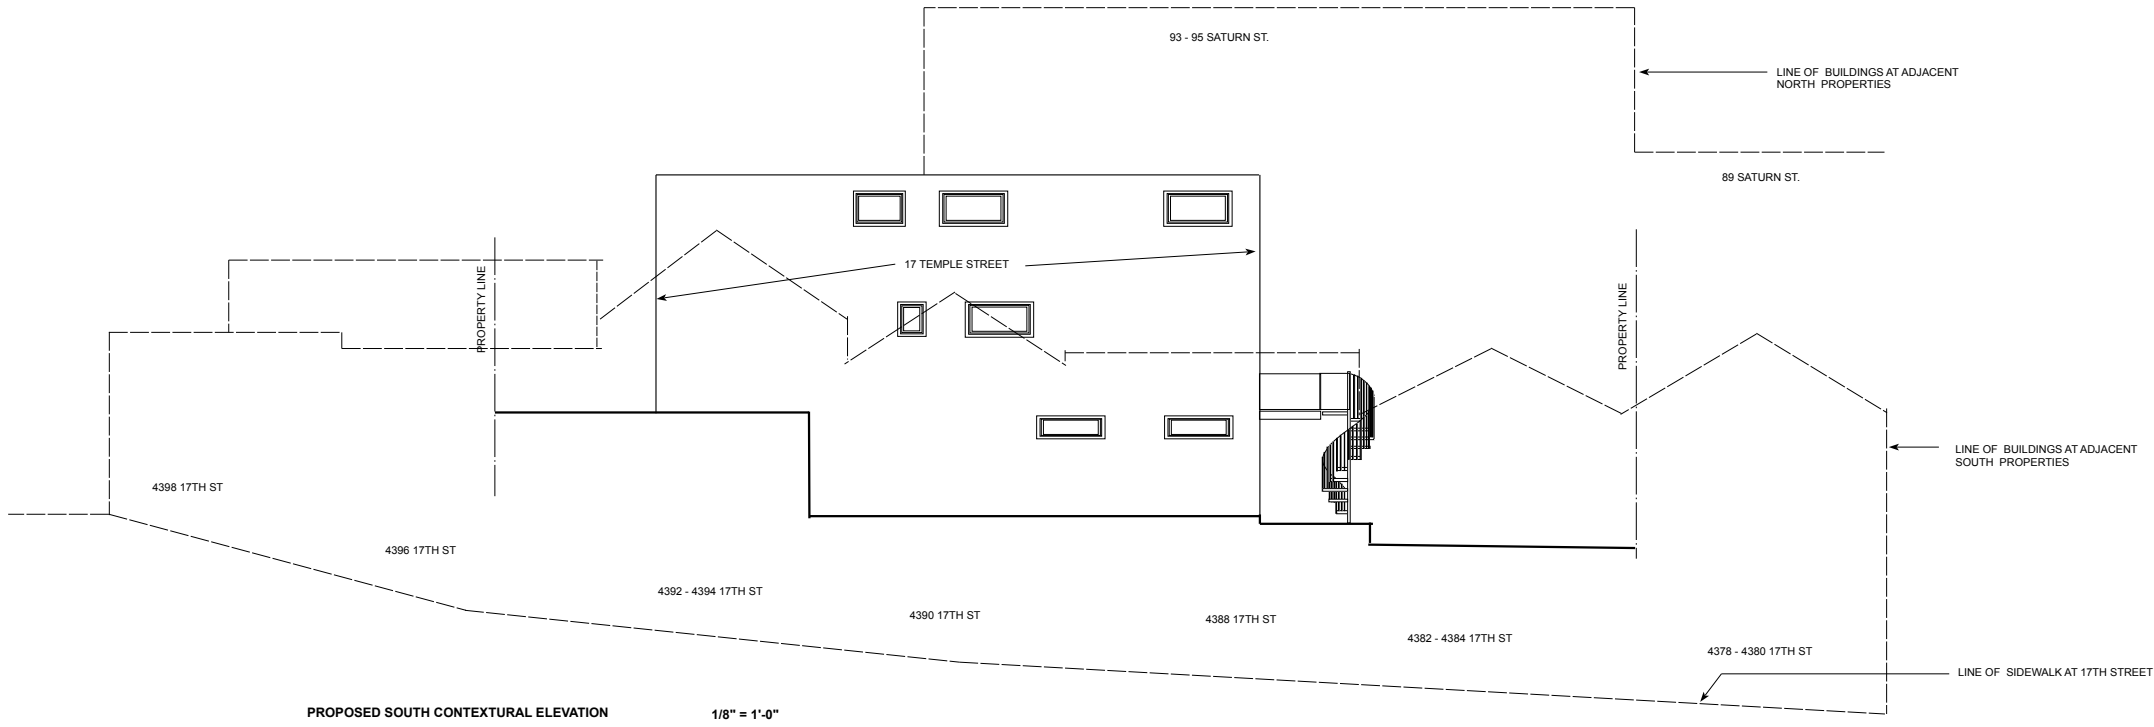 93 - 95 SATURN ST.
LINE OF BUILDINGS AT ADJACENT
NORTH PROPERTIES
89 SATURN ST.
17 TEMPLE STREET
PROPERTY LINE
PROPERTY LINE
LINE OF BUILDINGS AT ADJACENT
SOUTH PROPERTIES
4398 17TH ST
4396 17TH ST
4392 - 4394 17TH ST
4390 17TH ST
4388 17TH ST
4382 - 4384 17TH ST
4378 - 4380 17TH ST
LINE OF SIDEWALK AT 17TH STREET
PROPOSED SOUTH CONTEXTURAL ELEVATION
1/8" = 1'-0"